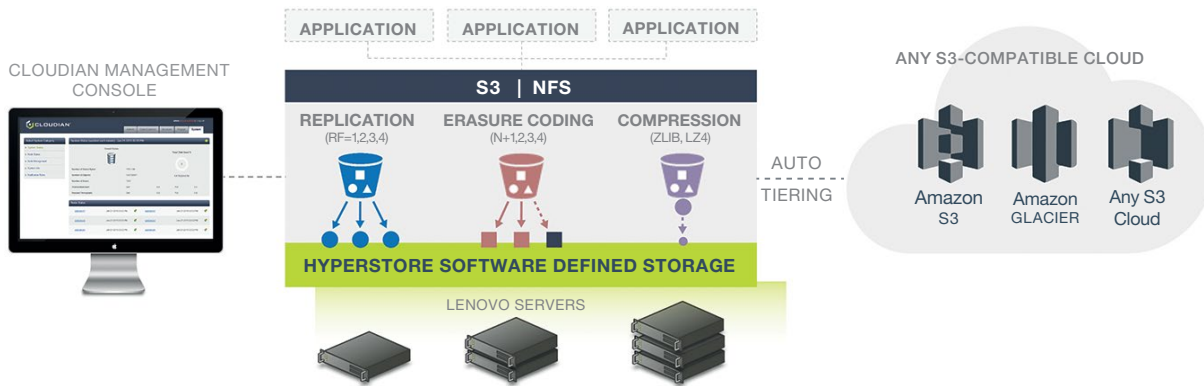 APPLICATION
APPLICATION
APPLICATION
CLOUDIAN MANAGEMENT
CONSOLE
CLOUDIAN
S3 | NFS
REPLICATION
(RF=1,2,3,4)
ERASURE CODING
(N+1,2,3,4)
COMPRESSION
(ZLIB, LZ4)
HYPERSTORE SOFTWARE DEFINED STORAGE
LENOVO SERVERS
AUTO
TIERING
ANY S3-COMPATIBLE CLOUD
Amazon
S3
Amazon
GLACIER
Any S3
Cloud